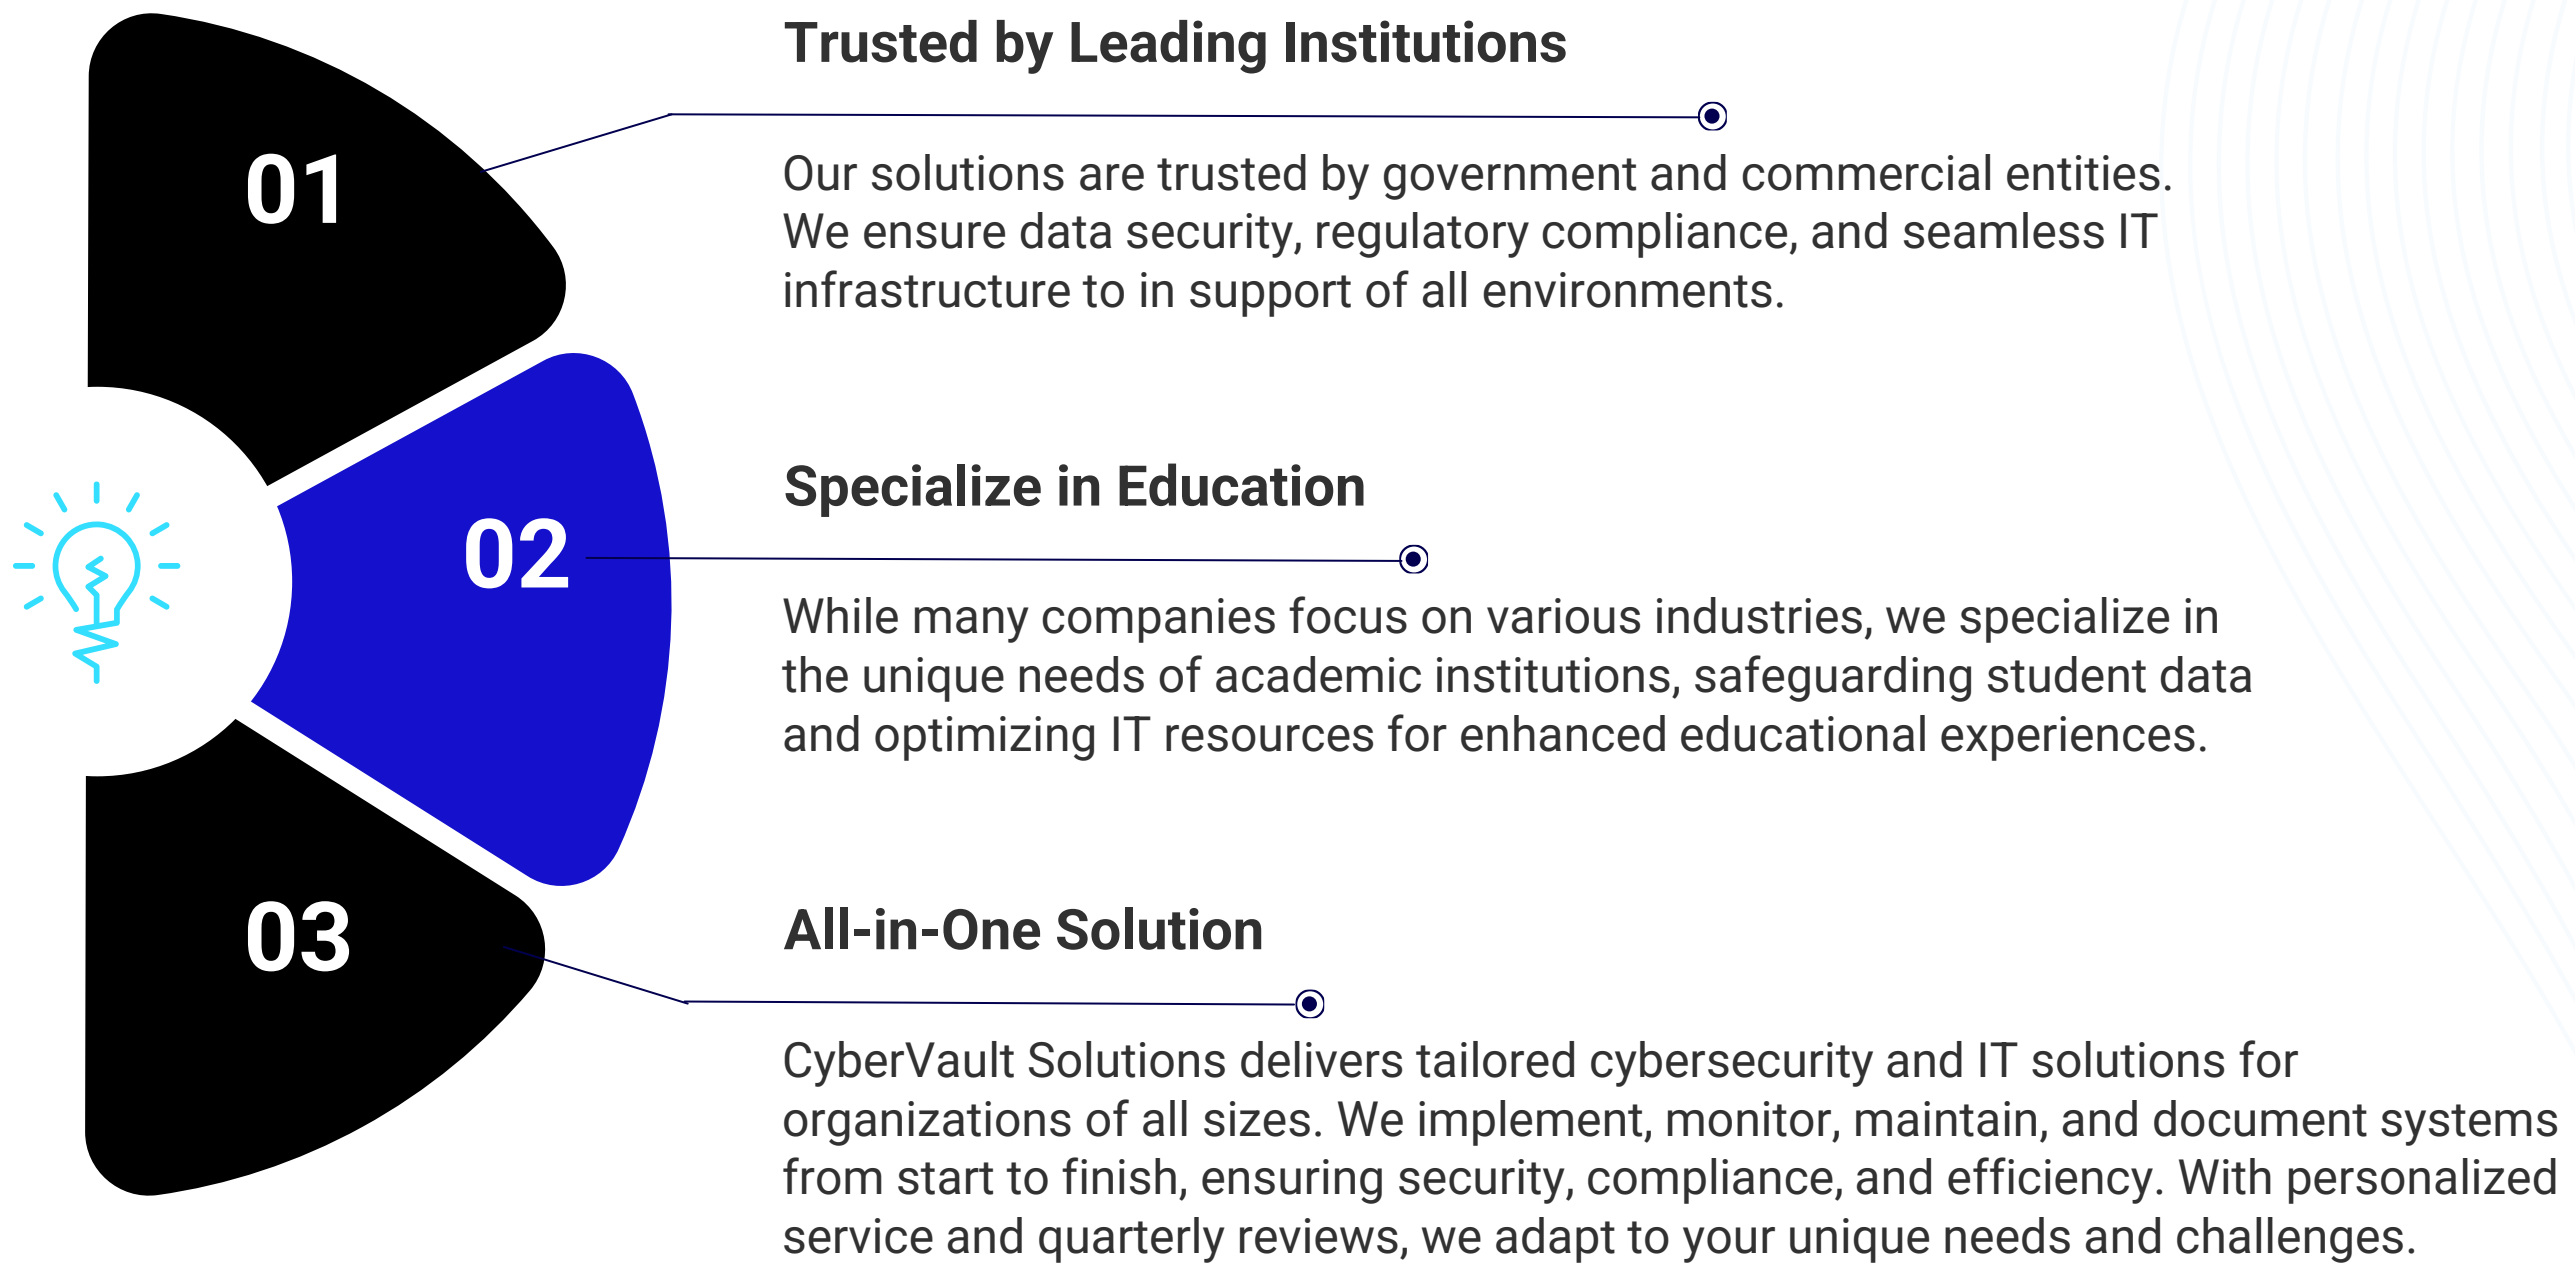 01
Trusted by Leading Institutions
Our solutions are trusted by government and commercial entities.
We ensure data security, regulatory compliance, and seamless IT
infrastructure to in support of all environments.
02
Specialize in Education
While many companies focus on various industries, we specialize in
the unique needs of academic institutions, safeguarding student data
and optimizing IT resources for enhanced educational experiences.
03
All-in-One Solution
CyberVault Solutions delivers tailored cybersecurity and IT solutions for
organizations of all sizes. We implement, monitor, maintain, and document systems
from start to finish, ensuring security, compliance, and efficiency. With personalized
service and quarterly reviews, we adapt to your unique needs and challenges.